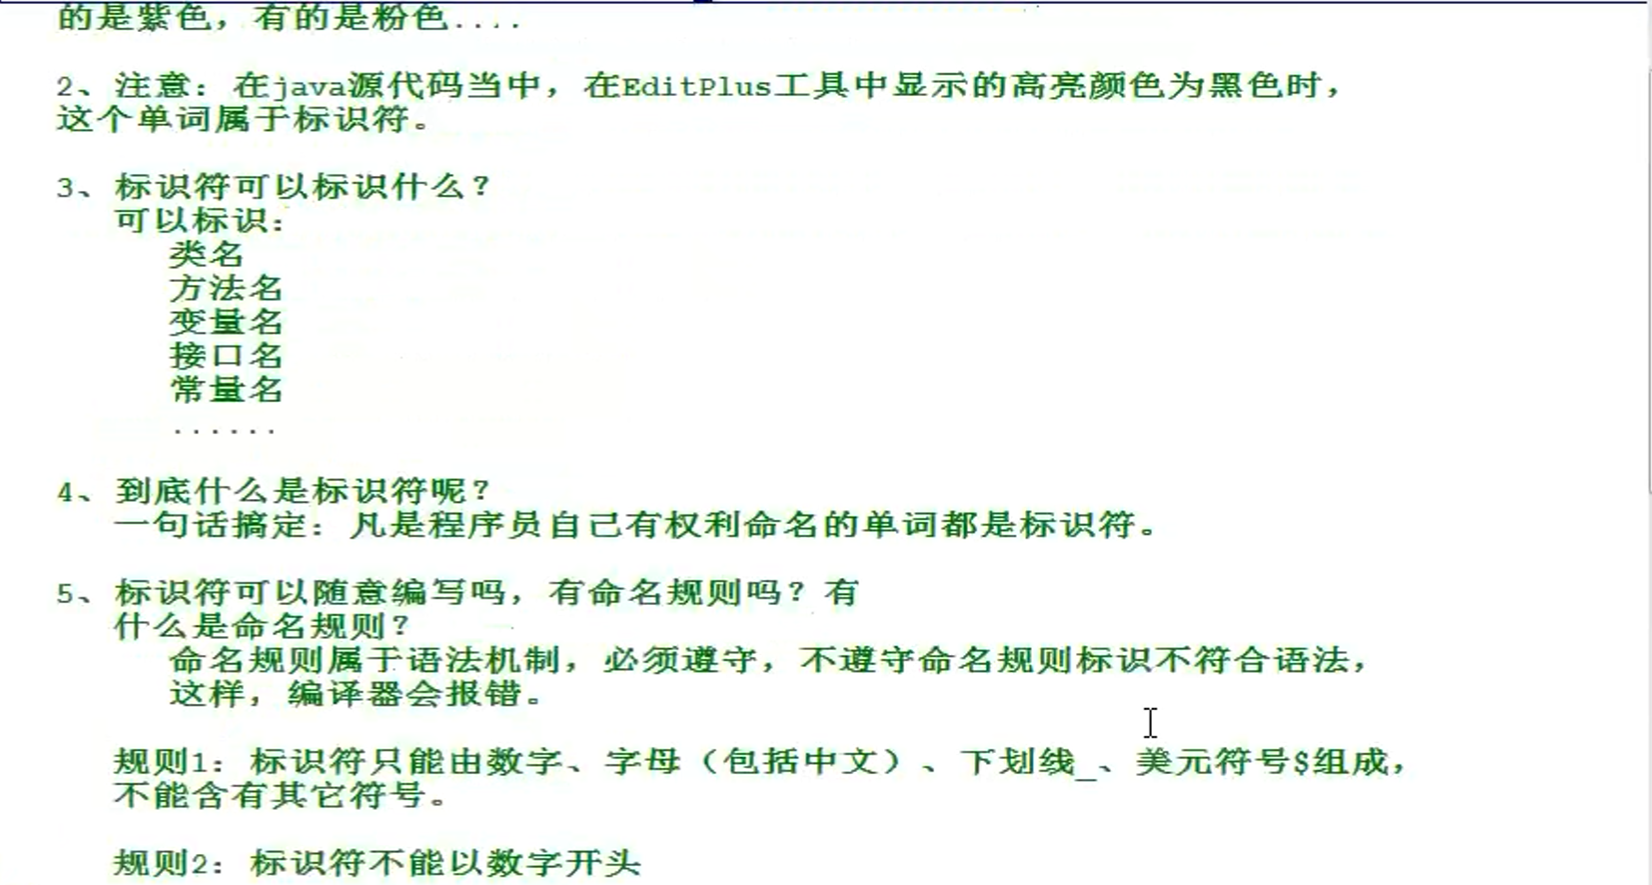 的是紫色，有的是粉色....
2、注意：在java源代码当中，在EditPlus工具中显示的高亮颜色为黑色时，
这个单词属于标识符。
3、标识符可以标识什么？
可以标识：
类名
方法名
变量名
接口名
常量名
......
4、到底什么是标识符呢？
一句话搞定：凡是程序员自己有权利命名的单词都是标识符。
5、标识符可以随意编写吗，有命名规则吗？有
什么是命名规则？
命名规则属于语法机制，必须遵守，不遵守命名规则标识不符合语法，
这样，编译器会报错。
规则1：标识符只能由数字、字母（包括中文）、下划线_、美元符号$组成，
不能含有其它符号。
规则2：标识符不能以数字开头